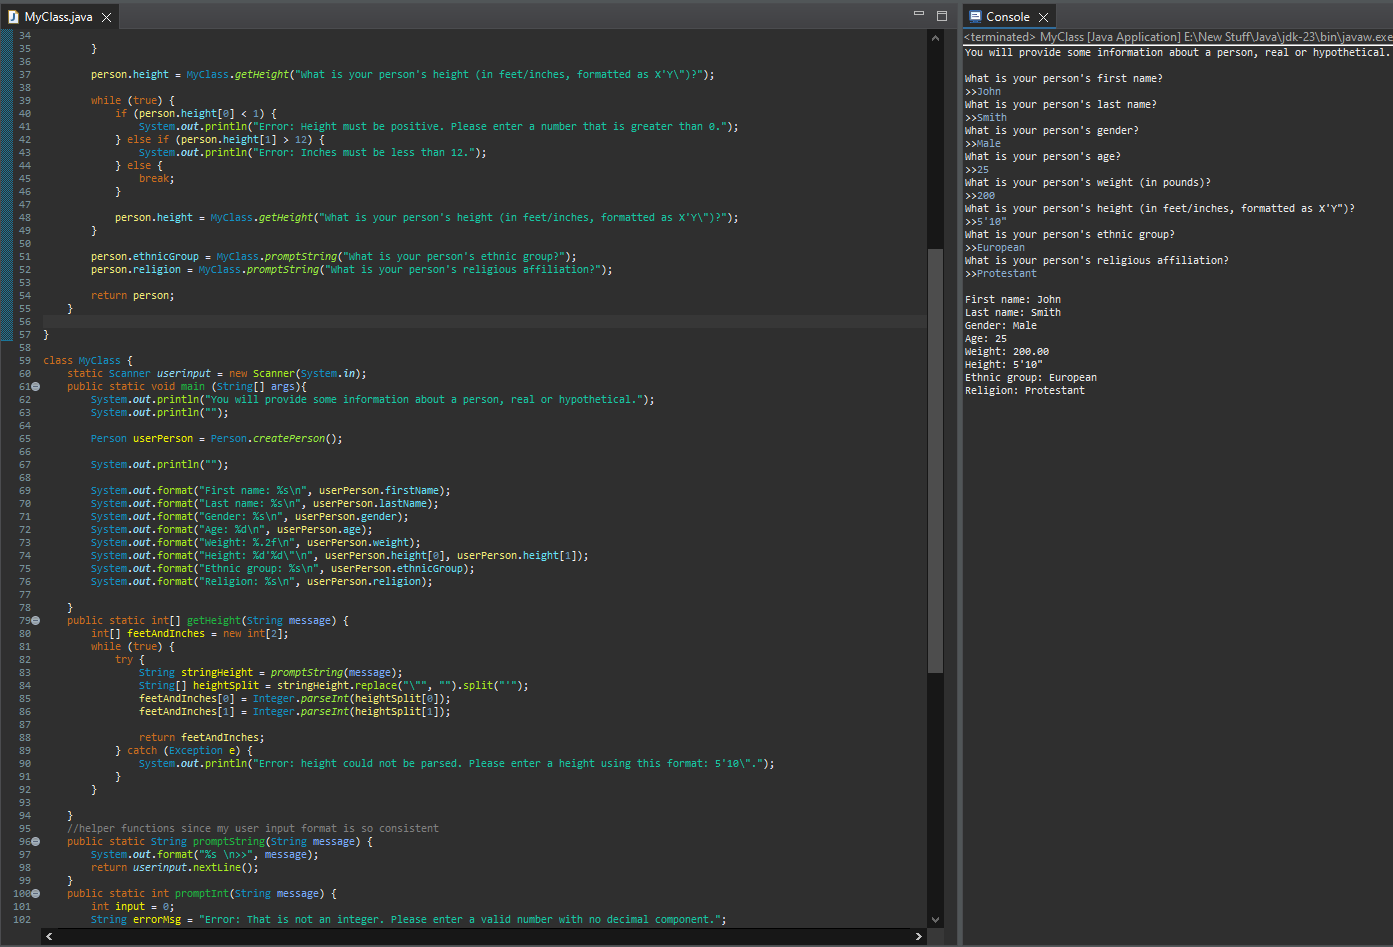 MyClass.java
34
35 }
36
37 person.height = MyClass.getHeight("What is your person's height (in feet/inches, formatted as X'Y\")?");
38
39 while (true) {
40 if (person.height[0] < 1) {
41 System.out.println("Error: Height must be positive. Please enter a number that is greater than 0.");
42 } else if (person.height[1] > 12) {
43 System.out.println("Error: Inches must be less than 12.");
44 } else {
45 break;
46 }
47
48 person.height = MyClass.getHeight("What is your person's height (in feet/inches, formatted as X'Y\")?");
49 }
50
51 person.ethnicGroup = MyClass.promptString("What is your person's ethnic group?");
52 person.religion = MyClass.promptString("What is your person's religious affiliation?");
53
54 return person;
55 }
56
57 }
58
59 class MyClass {
60 static Scanner userinput = new Scanner(System.in);
61 public static void main (String[] args){
62 System.out.println("You will provide some information about a person, real or hypothetical.");
63 System.out.println("");
64
65 Person userPerson = Person.createPerson();
66
67 System.out.println("");
68
69 System.out.format("First name: %s\n", userPerson.firstName);
70 System.out.format("Last name: %s\n", userPerson.lastName);
71 System.out.format("Gender: %s\n", userPerson.gender);
72 System.out.format("Age: %d\n", userPerson.age);
73 System.out.format("Weight: %.2f\n", userPerson.weight);
74 System.out.format("Height: %d'%d\"\n", userPerson.height[0], userPerson.height[1]);
75 System.out.format("Ethnic group: %s\n", userPerson.ethnicGroup);
76 System.out.format("Religion: %s\n", userPerson.religion);
77
78 }
79 public static int[] getHeight(String message) {
80 int[] feetAndInches = new int[2];
81 while (true) {
82 try {
83 String stringHeight = promptString(message);
84 String[] heightSplit = stringHeight.replace("\"", "").split("'");
85 feetAndInches[0] = Integer.parseInt(heightSplit[0]);
86 feetAndInches[1] = Integer.parseInt(heightSplit[1]);
87
88 return feetAndInches;
89 } catch (Exception e) {
90 System.out.println("Error: height could not be parsed. Please enter a height using this format: 5'10\".");
91 }
92 }
93
94 }
95 //helper functions since my user input format is so consistent
96 public static String promptString(String message) {
97 System.out.format("%s \n>>", message);
98 return userinput.nextLine();
99 }
100 public static int promptInt(String message) {
101 int input = 0;
102 String errorMsg = "Error: That is not an integer. Please enter a valid number with no decimal component.";
Console
<terminated> MyClass [Java Application] E:\New Stuff\Java\jdk-23\bin\javaw.exe
You will provide some information about a person, real or hypothetical.
What is your person's first name?
>>John
What is your person's last name?
>>Smith
What is your person's gender?
>>Male
What is your person's age?
>>25
What is your person's weight (in pounds)?
>>200
What is your person's height (in feet/inches, formatted as X'Y")?
>>5'10"
What is your person's ethnic group?
>>European
What is your person's religious affiliation?
>>Protestant
First name: John
Last name: Smith
Gender: Male
Age: 25
Weight: 200.00
Height: 5'10"
Ethnic group: European
Religion: Protestant